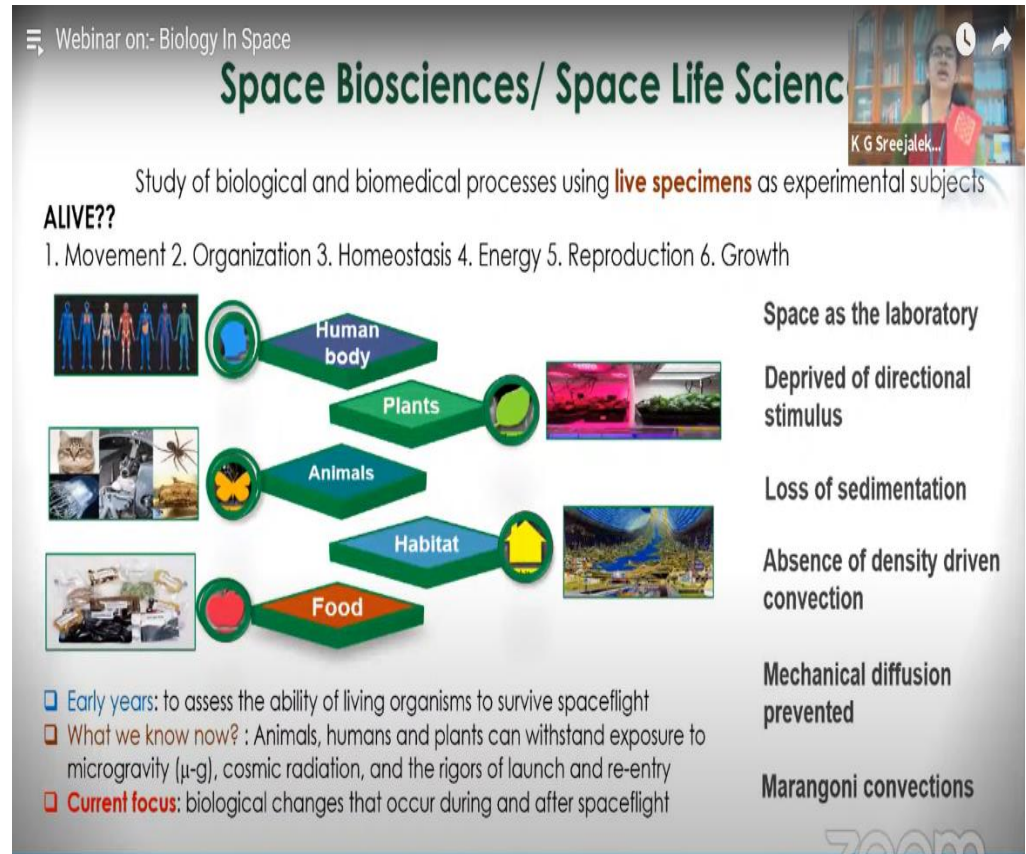 Webinar on:- Biology In Space
Space Biosciences/ Space Life Scienc
K G Sreejalek...
Study of biological and biomedical processes using live specimens as experimental subjects
ALIVE??
1. Movement 2. Organization 3. Homeostasis 4. Energy 5. Reproduction 6. Growth
Human
body
Plants
Animals
Habitat
Food
Space as the laboratory
Deprived of directional
stimulus
Loss of sedimentation
Absence of density driven
convection
Mechanical diffusion
prevented
Marangoni convections
Early years: to assess the ability of living organisms to survive spaceflight
What we know now? : Animals, humans and plants can withstand exposure to
microgravity (μ-g), cosmic radiation, and the rigors of launch and re-entry
Current focus: biological changes that occur during and after spaceflight
zoom